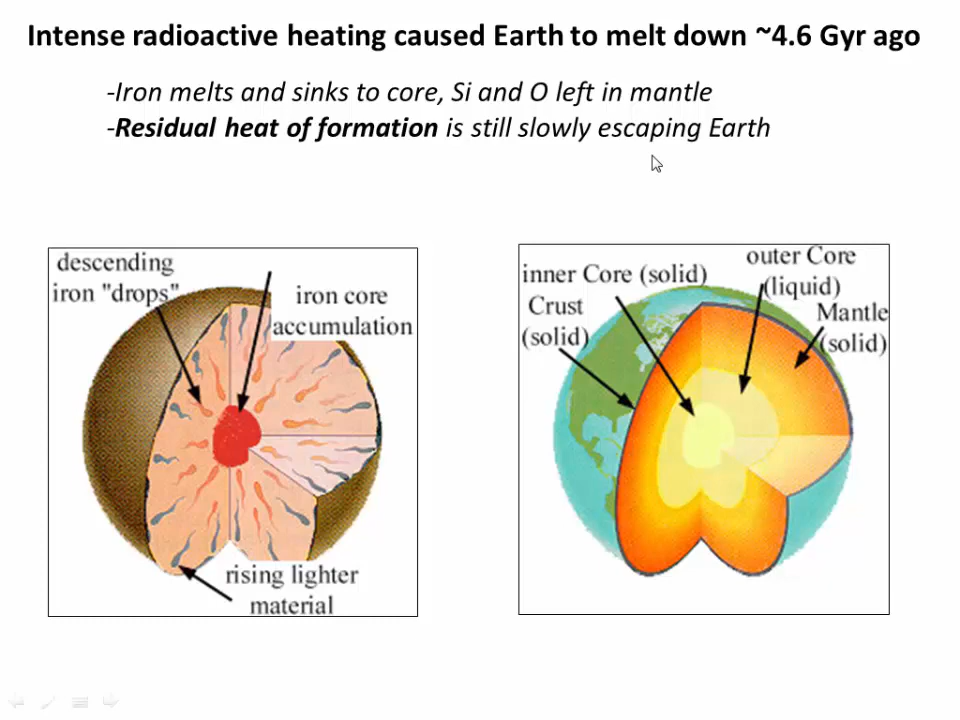 Intense radioactive heating caused Earth to melt down ~4.6 Gyr ago
-Iron melts and sinks to core, Si and O left in mantle
-Residual heat of formation is still slowly escaping Earth
descending
iron "drops"
iron core
accumulation
rising lighter
material
inner Core (solid)
Crust
(solid)
outer Core
(liquid)
Mantle
(solid)